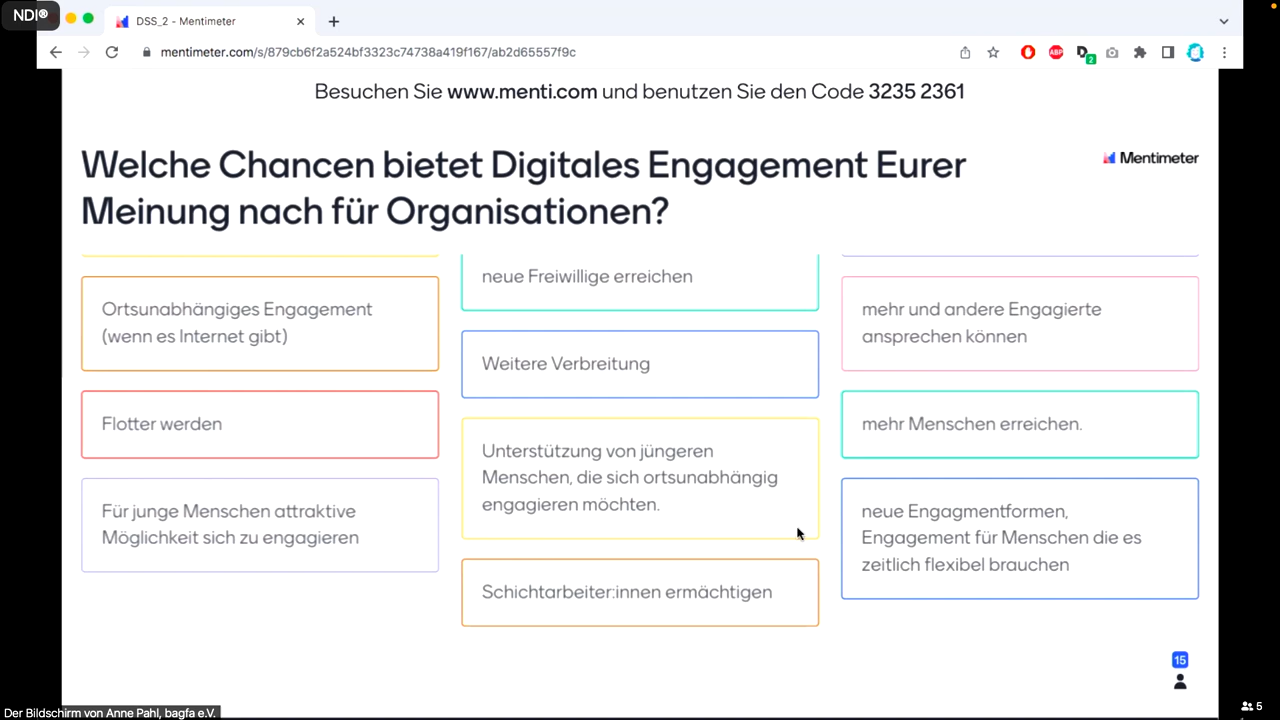 NDI®
DSS_2 - Mentimeter
mentimeter.com/s/879cb6f2a524bf3323c74738a419f167/ab2d65557f9c
ABP
2
Besuchen Sie www.menti.com und benutzen Sie den Code 3235 2361
Welche Chancen bietet Digitales Engagement Eurer
Meinung nach für Organisationen?
Mentimeter
Ortsunabhängiges Engagement
(wenn es Internet gibt)
Flotter werden
Für junge Menschen attraktive
Möglichkeit sich zu engagieren
neue Freiwillige erreichen
Weitere Verbreitung
Unterstützung von jüngeren
Menschen, die sich ortsunabhängig
engagieren möchten.
Schichtarbeiter:innen ermächtigen
mehr und andere Engagierte
ansprechen können
mehr Menschen erreichen.
neue Engagmentformen,
Engagement für Menschen die es
zeitlich flexibel brauchen
15
Der Bildschirm von Anne Pahl, bagfa e.V.
5